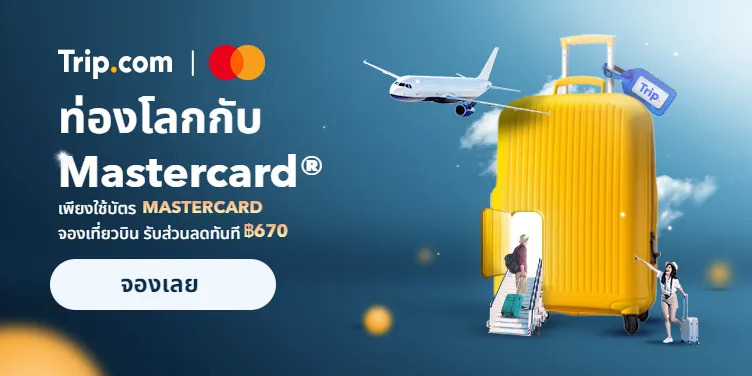 Trip.com
ท่องโลกกับ
Mastercard®
เพียงใช้บัตร MASTERCARD
จองเที่ยวบิน รับส่วนลดทันที ฿670
จองเลย
Trip.